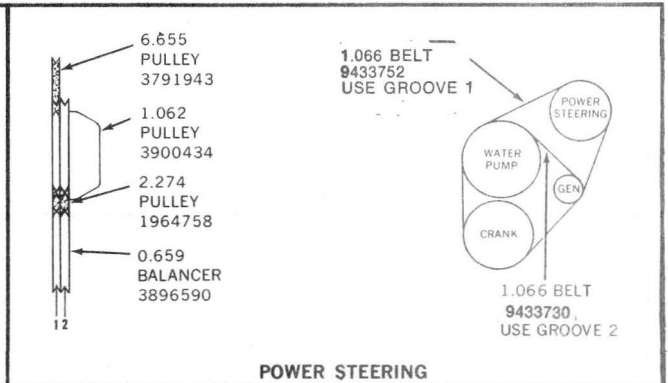 6.655
PULLEY
3791943
1.062
PULLEY
3900434
2.274
PULLEY
1964758
0.659
BALANCER
3896590
1 2
1.066 BELT
9433752
USE GROOVE 1
POWER
STEERING
WATER
PUMP
GEN
CRANK
1.066 BELT
9433730
USE GROOVE 2
POWER STEERING